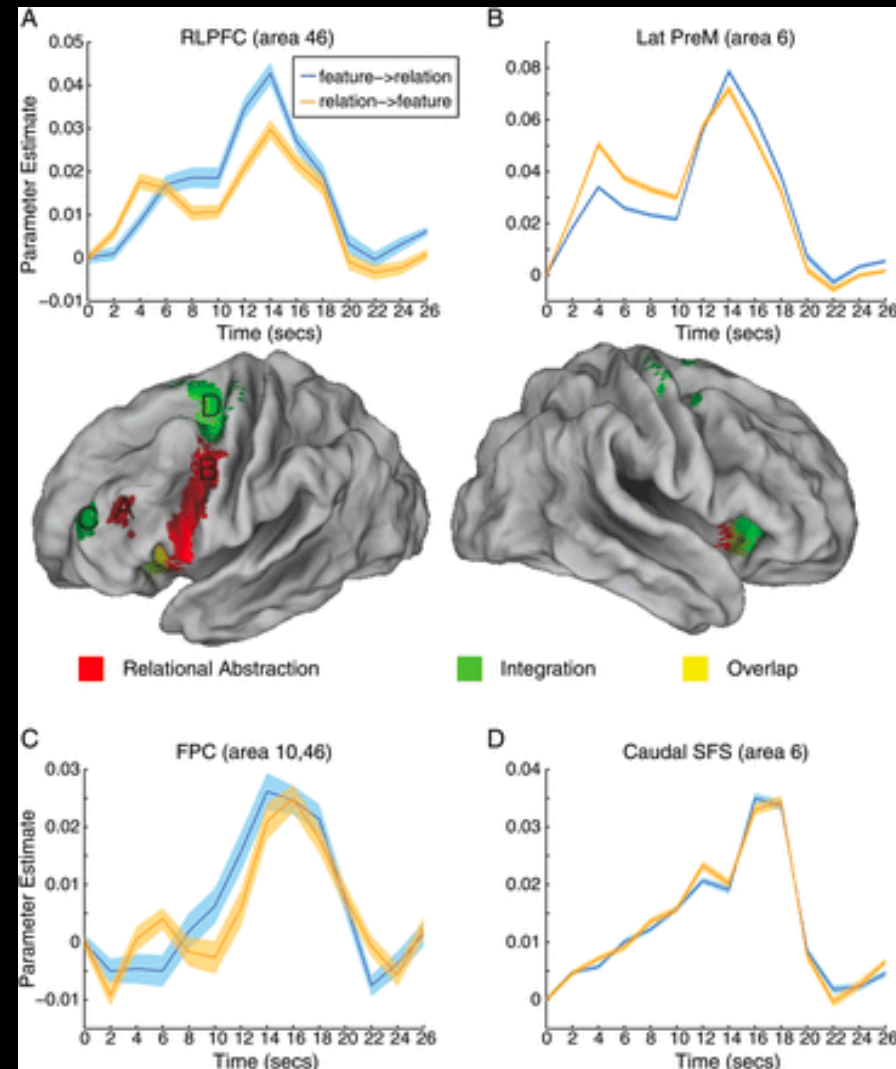 A
RLPFC (area 46)
0.05
0.04
0.03
0.02
0.01
0
−0.01
Parameter Estimate
feature−>relation
relation−>feature
0 2 4 6 8 10 12 14 16 18 20 22 24 26
Time (secs)
B
Lat PreM (area 6)
0.08
0.06
0.04
0.02
0
0 2 4 6 8 10 12 14 16 18 20 22 24 26
Time (secs)
D
B
C A
Relational Abstraction
Integration
Overlap
C
FPC (area 10,46)
0.03
0.02
0.01
0
−0.01
Parameter Estimate
0 2 4 6 8 10 12 14 16 18 20 22 24 26
Time (secs)
D
Caudal SFS (area 6)
0.04
0.03
0.02
0.01
0
0 2 4 6 8 10 12 14 16 18 20 22 24 26
Time (secs)